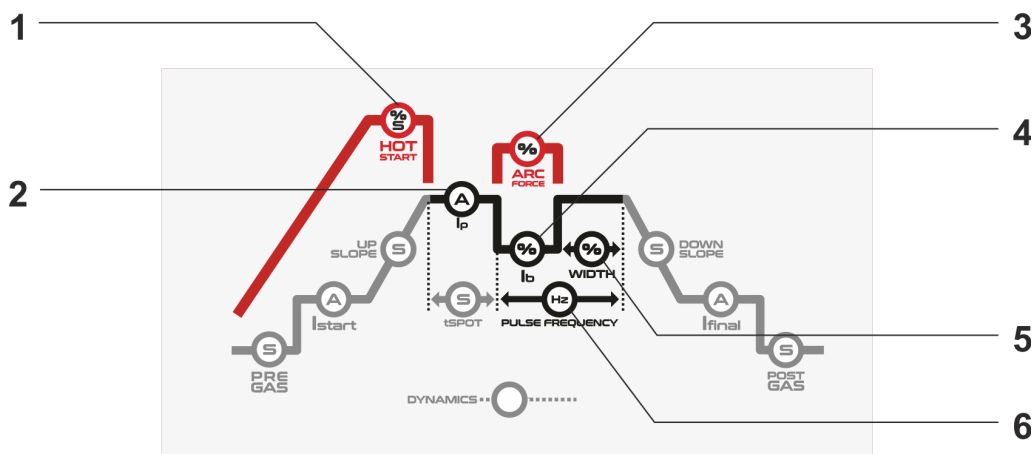 1
3
%
S
HOT
START
%
ARC
FORCE
4
2
A
Ip
UP
SLOPE
S
%
Ib
%
WIDTH
S
DOWN
SLOPE
A
Istart
S
tSPOT
Hz
PULSE FREQUENCY
A
Ifinal
5
S
PRE
GAS
S
POST
GAS
DYNAMICS
6